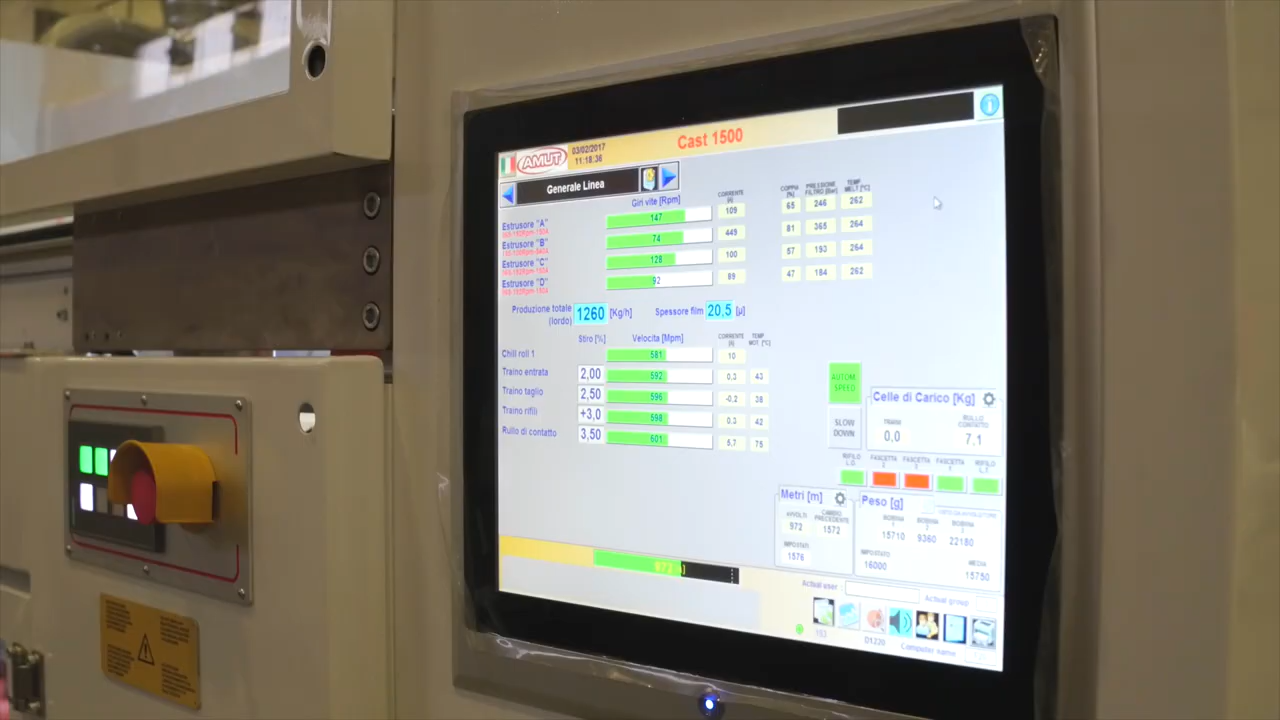 AMUT
03/02/2017
11:18:36
Cast 1500
Generale Linea
Giri vite [Rpm]
CORRENTE
COPPIA [%]
PRESSIONE FILTRO [Bar]
TEMP MELT [°C]
Estrusore "A" 147 109 65 246 262
Estrusore "B" 74 449 81 365 264
Estrusore "C" 128 100 57 193 264
Estrusore "D" 92 89 47 184 262
Produzione totale (lordo) 1260 [Kg/h] Spessore film 20,5 [µ]
Stiro [%] Velocita [Mpm] CORRENTE TEMP MOT [°C]
Chill roll 1 581 10
Traino entrata 2,00 592 0,3 43
Traino taglio 2,50 596 -0,2 38
Traino rifili +3,0 598 0,3 42
Rullo di contatto 3,50 601 5,7 75
AUTOM. SPEED
SLOW DOWN
Celle di Carico [Kg]
RULLO CONTATTO
0,0 7,1
RIFILO L.O. FASCETTA 2 FASCETTA 3 FASCETTA 1 RIFILO L.T.
Metri [m]
AVVOLTI CAMBIO PRECEDENTE
972 1572
IMPOSTATI
1576
Peso [g]
BOBINA 1 BOBINA BOBINA
15710 9360 22180
IMPOSTATI
16000
MEDIA
15750
Actual user
Actual group
Computer name